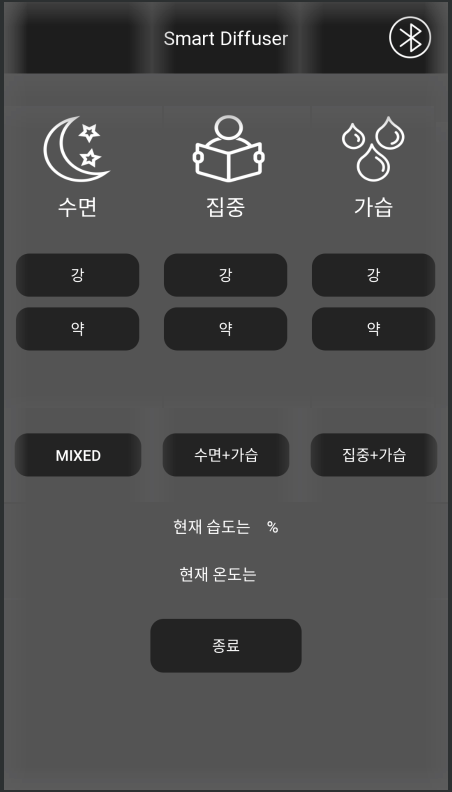 Smart Diffuser
수면 집중 가습
강 강 강
약 약 약
MIXED 수면+가습 집중+가습
현재 습도는 %
현재 온도는
종료